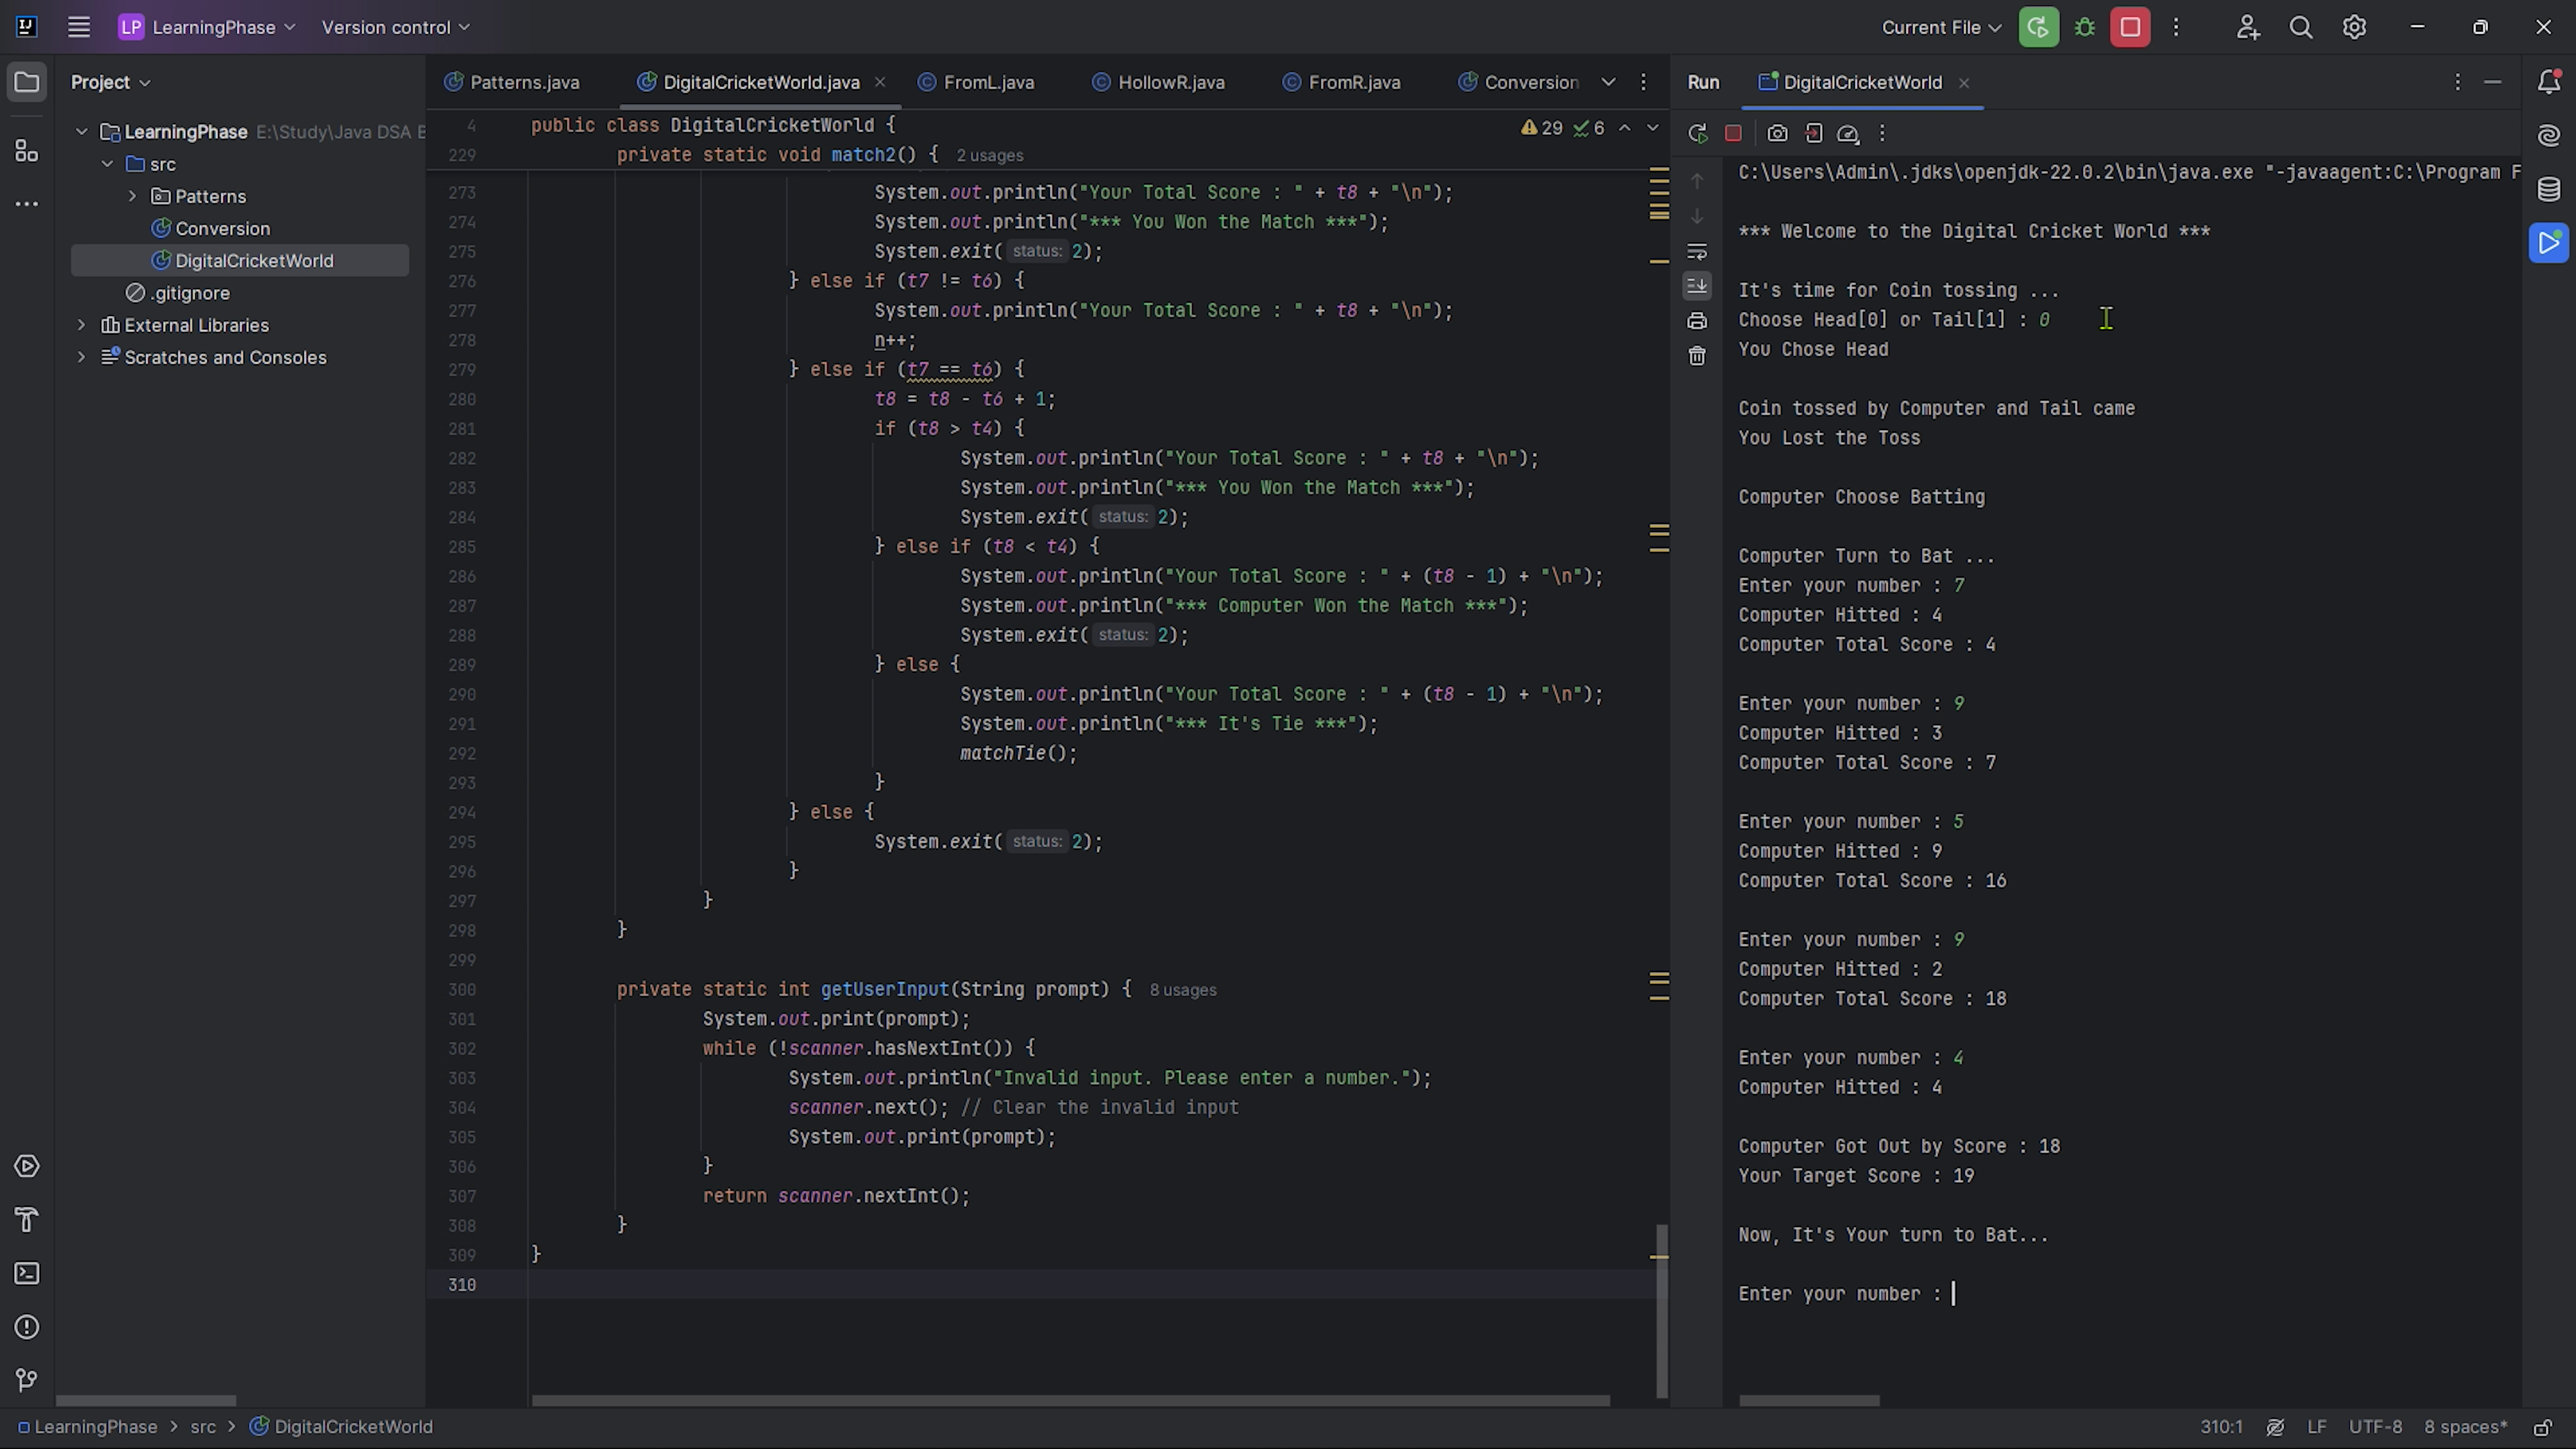 LP LearningPhase Version control Current File
Project
Patterns.java DigitalCricketWorld.java FromL.java HollowR.java FromR.java Conversion
Run DigitalCricketWorld
LearningPhase E:\Study\Java DSA
src
Patterns
Conversion
DigitalCricketWorld
.gitignore
External Libraries
Scratches and Consoles
29 6
4 public class DigitalCricketWorld {
229 private static void match2() { 2 usages
273 System.out.println("Your Total Score : " + t8 + "\n");
274 System.out.println("*** You Won the Match ***");
275 System.exit( status: 2);
276 } else if (t7 != t6) {
277 System.out.println("Your Total Score : " + t8 + "\n");
278 n++;
279 } else if (t7 == t6) {
280 t8 = t8 - t6 + 1;
281 if (t8 > t4) {
282 System.out.println("Your Total Score : " + t8 + "\n");
283 System.out.println("*** You Won the Match ***");
284 System.exit( status: 2);
285 } else if (t8 < t4) {
286 System.out.println("Your Total Score : " + (t8 - 1) + "\n");
287 System.out.println("*** Computer Won the Match ***");
288 System.exit( status: 2);
289 } else {
290 System.out.println("Your Total Score : " + (t8 - 1) + "\n");
291 System.out.println("*** It's Tie ***");
292 matchTie();
293 }
294 } else {
295 System.exit( status: 2);
296 }
297 }
298 }
299
300 private static int getUserInput(String prompt) { 8 usages
301 System.out.print(prompt);
302 while (!scanner.hasNextInt()) {
303 System.out.println("Invalid input. Please enter a number.");
304 scanner.next(); // Clear the invalid input
305 System.out.print(prompt);
306 }
307 return scanner.nextInt();
308 }
309 }
310
C:\Users\Admin\.jdks\openjdk-22.0.2\bin\java.exe "-javaagent:C:\Program F
*** Welcome to the Digital Cricket World ***
It's time for Coin tossing ...
Choose Head[0] or Tail[1] : 0
You Chose Head
Coin tossed by Computer and Tail came
You Lost the Toss
Computer Choose Batting
Computer Turn to Bat ...
Enter your number : 7
Computer Hitted : 4
Computer Total Score : 4
Enter your number : 9
Computer Hitted : 3
Computer Total Score : 7
Enter your number : 5
Computer Hitted : 9
Computer Total Score : 16
Enter your number : 9
Computer Hitted : 2
Computer Total Score : 18
Enter your number : 4
Computer Hitted : 4
Computer Got Out by Score : 18
Your Target Score : 19
Now, It's Your turn to Bat...
Enter your number :
LearningPhase > src > DigitalCricketWorld
310:1 LF UTF-8 8 spaces*